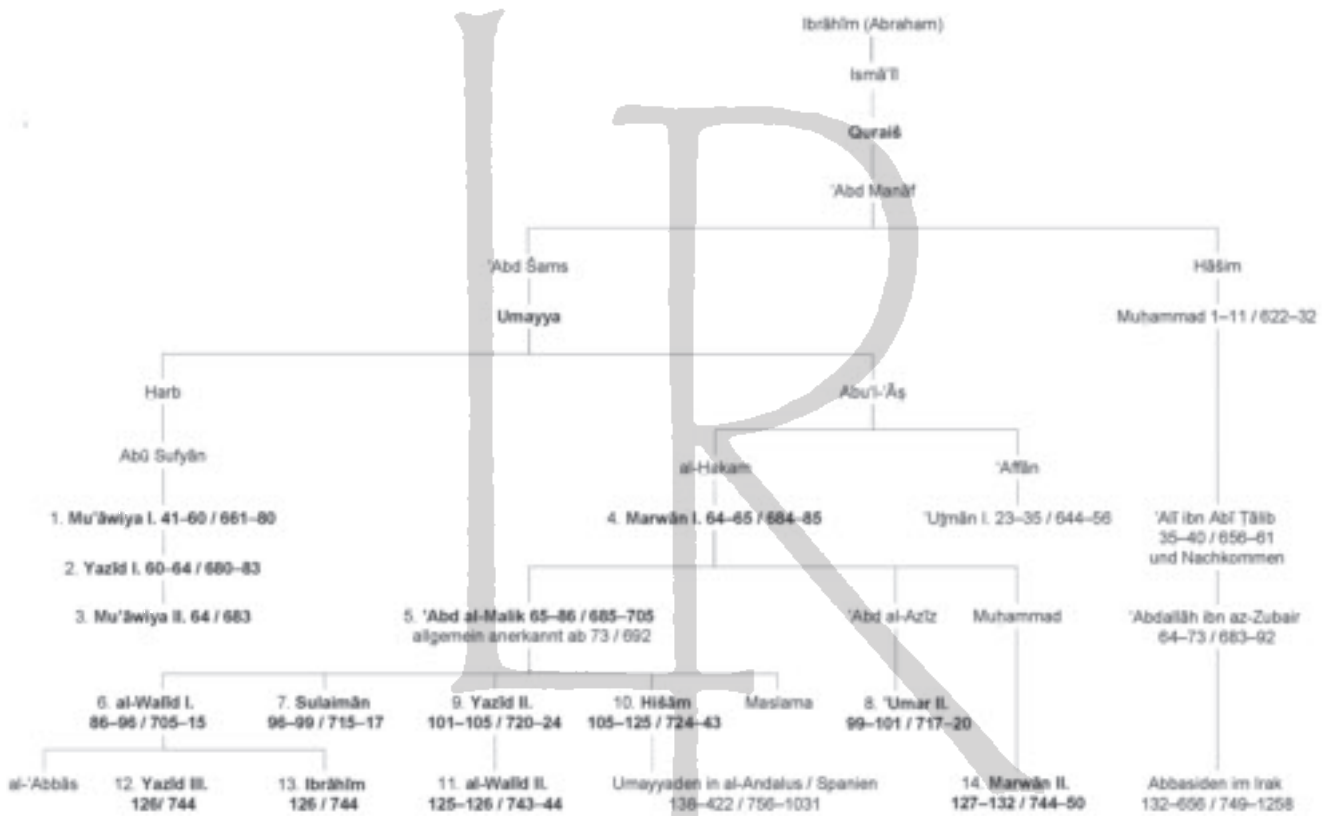 Ibrāhīm (Abraham)
Ismā'īl
Quraiš
'Abd Manāf
'Abd Šams
Hāšim
Umayya
Muḥammad 1–11 / 622–32
Harb
Abu'l-'Āṣ
Abū Sufyān
al-Hakam
'Affān
1. Mu'āwiya I. 41–60 / 661–80
4. Marwān I. 64–65 / 684–85
'Uṯmān I. 23–35 / 644–56
'Alī ibn Abī Ṭālib
35–40 / 656–61
und Nachkommen
2. Yazīd I. 60–64 / 680–83
3. Mu'āwiya II. 64 / 683
5. 'Abd al-Malik 65–86 / 685–705
allgemein anerkannt ab 73 / 692
'Abd al-Azīz
Muḥammad
'Abdallāh ibn az-Zubair
64–73 / 683–92
6. al-Walīd I.
86–96 / 705–15
7. Sulaimān
96–99 / 715–17
9. Yazīd II.
101–105 / 720–24
10. Hišām
105–125 / 724–43
Maslama
8. 'Umar II.
99–101 / 717–20
al-'Abbās
12. Yazīd III.
126/ 744
13. Ibrāhīm
126 / 744
11. al-Walīd II.
125–126 / 743–44
Umayyaden in al-Andalus / Spanien
138–422 / 756–1031
14. Marwān II.
127–132 / 744–50
Abbasiden im Irak
132–656 / 749–1258
LR